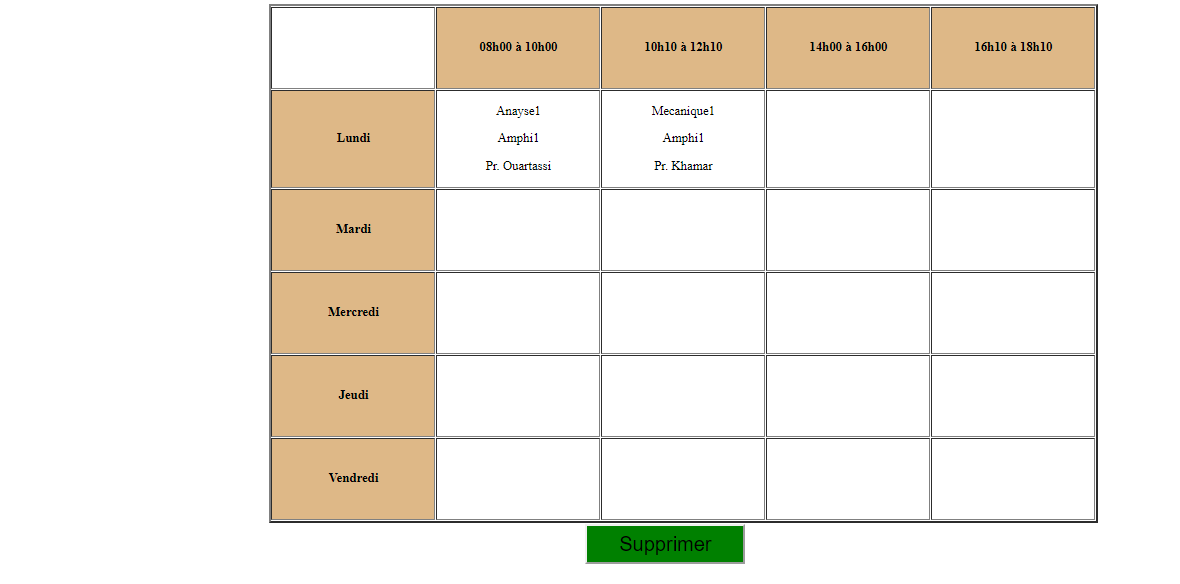 08h00 à 10h00 10h10 à 12h10 14h00 à 16h00 16h10 à 18h10
Lundi
Anayse1
Amphi1
Pr. Ouartassi
Mecanique1
Amphi1
Pr. Khamar
Mardi
Mercredi
Jeudi
Vendredi
Supprimer